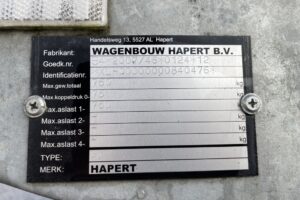 Handelsweg 13, 5527 AL Hapert
Fabrikant: WAGENBOUW HAPERT B.V.
Goedk.nr.
Identificatienr.
Max.gew.totaal kg
Max.koppeldruk 0- kg
Max.aslast 1- kg
Max.aslast 2- kg
Max.aslast 3- kg
Max.aslast 4- kg
TYPE:
MERK: HAPERT